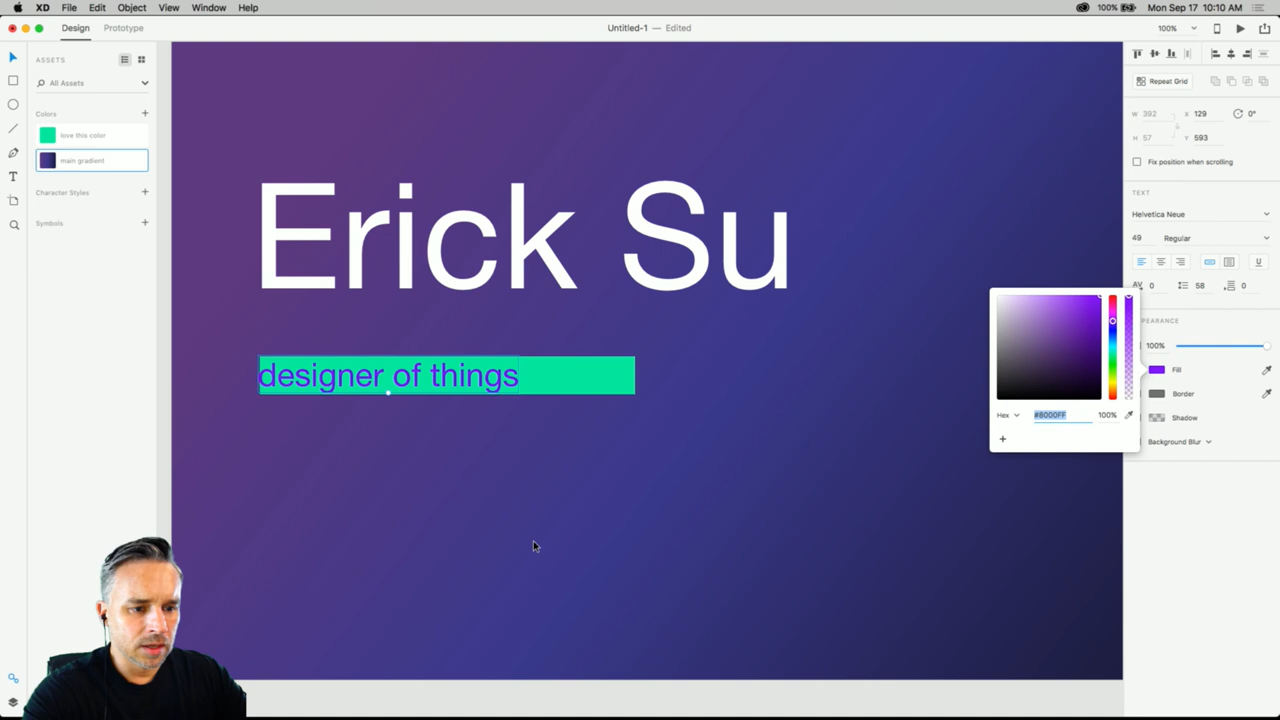 XD File Edit Object View Window Help
100% Mon Sep 17 10:10 AM
Design Prototype
Untitled-1 — Edited
100%
ASSETS
All Assets
Colors
love this color
main gradient
Character Styles
Symbols
Erick Su
designer of things
Repeat Grid
W 392 X 129 0°
H 57 Y 593
Fix position when scrolling
TEXT
Helvetica Neue
49 Regular
AV 0 58 0
PEARANCE
100%
Fill
Border
Shadow
Background Blur
Hex #8000FF 100%